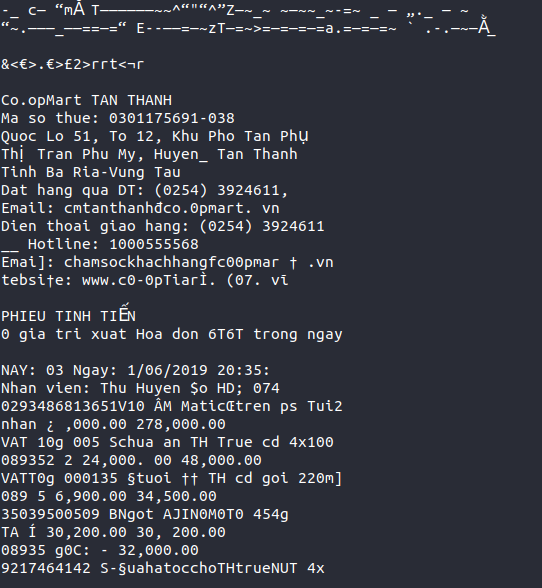 -_ c— “mẢ T——————~~^“"“^”Z—~_~ ~—~~_~-=~ _ — „._ — ~
“~.———_——==—=“ E--——=—~zT—=~>=—=—=—=a.=—=—=~ ` .-.—~—Ằ_
&<€>.€>£2>rrt<¬r
Co.opMart TAN THANH
Ma so thue: 0301175691-038
Quoc Lo 51, To 12, Khu Pho Tan PhỤ
Thị Tran Phu My, Huyen_ Tan Thanh
Tinh Ba Ria-Vung Tau
Dat hang qua DT: (0254) 3924611,
Email: cmtanthanhđco.0pmart. vn
Dien thoai giao hang: (0254) 3924611
__ Hotline: 1000555568
Emai]: chamsockhachhangfc00pmar † .vn
tebsi†e: www.c0-0pTiarÌ. (07. vī
PHIEU TINH TIẾN
0 gia tri xuat Hoa don 6T6T trong ngay
NAY: 03 Ngay: 1/06/2019 20:35:
Nhan vien: Thu Huyen $o HD; 074
0293486813651V10 ÂM MaticŒtren ps Tui2
nhan ¿ ,000.00 278,000.00
VAT 10g 005 Schua an TH True cd 4x100
089352 2 24,000. 00 48,000.00
VATT0g 000135 §tuoi †† TH cd goi 220m]
089 5 6,900.00 34,500.00
35039500509 BNgot AJIN0M0T0 454g
TA Í 30,200.00 30, 200.00
08935 g0C: - 32,000.00
9217464142 S-§uahatocchoTHtrueNUT 4x